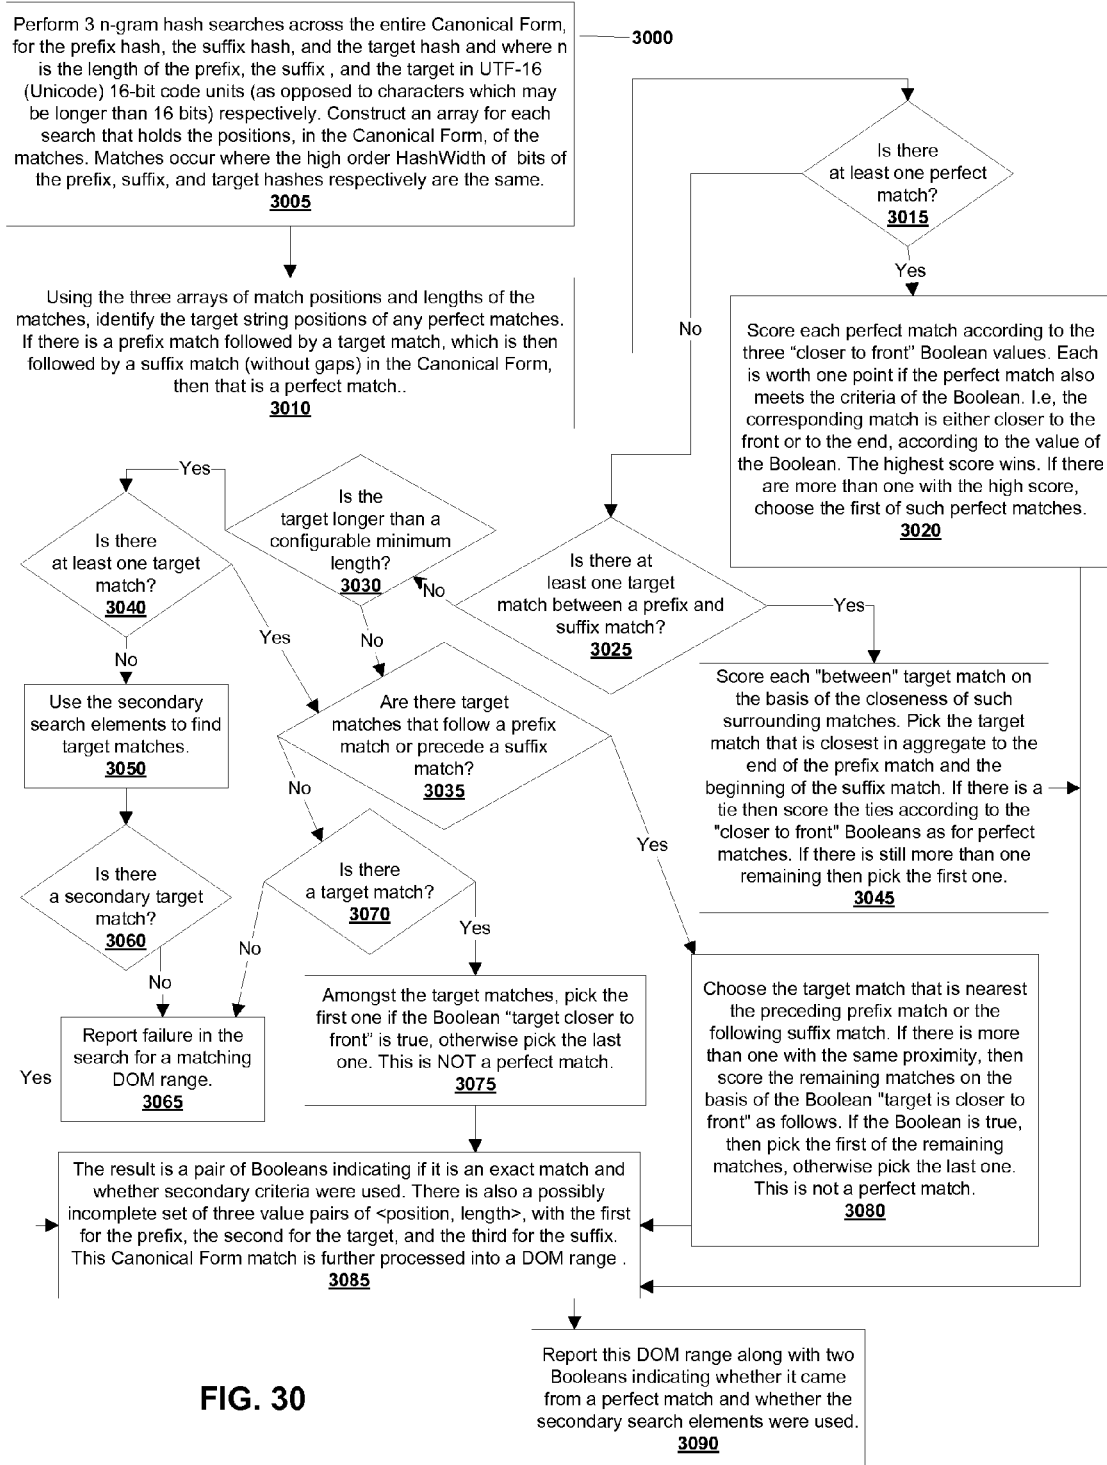 Perform 3 n-gram hash searches across the entire Canonical Form,
for the prefix hash, the suffix hash, and the target hash and where n
is the length of the prefix, the suffix , and the target in UTF-16
(Unicode) 16-bit code units (as opposed to characters which may
be longer than 16 bits) respectively. Construct an array for each
search that holds the positions, in the Canonical Form, of the
matches. Matches occur where the high order HashWidth of bits of
the prefix, suffix, and target hashes respectively are the same.
3005
3000
Using the three arrays of match positions and lengths of the
matches, identify the target string positions of any perfect matches.
If there is a prefix match followed by a target match, which is then
followed by a suffix match (without gaps) in the Canonical Form,
then that is a perfect match..
3010
Is there
at least one perfect
match?
3015
Yes
No
Score each perfect match according to the
three “closer to front” Boolean values. Each
is worth one point if the perfect match also
meets the criteria of the Boolean. I.e, the
corresponding match is either closer to the
front or to the end, according to the value of
the Boolean. The highest score wins. If there
are more than one with the high score,
choose the first of such perfect matches.
3020
Yes
Is the
target longer than a
configurable minimum
length?
3030
No
No
Is there at
least one target
match between a prefix and
suffix match?
3025
Yes
Is there
at least one target
match?
3040
Yes
No
Use the secondary
search elements to find
target matches.
3050
Are there target
matches that follow a prefix
match or precede a suffix
match?
3035
No
Yes
Score each "between" target match on
the basis of the closeness of such
surrounding matches. Pick the target
match that is closest in aggregate to the
end of the prefix match and the
beginning of the suffix match. If there is a
tie then score the ties according to the
"closer to front" Booleans as for perfect
matches. If there is still more than one
remaining then pick the first one.
3045
Is there
a secondary target
match?
3060
No
Is there
a target match?
3070
No
Yes
Report failure in the
search for a matching
DOM range.
3065
Yes
Amongst the target matches, pick the
first one if the Boolean “target closer to
front” is true, otherwise pick the last
one. This is NOT a perfect match.
3075
Choose the target match that is nearest
the preceding prefix match or the
following suffix match. If there is more
than one with the same proximity, then
score the remaining matches on the
basis of the Boolean "target is closer to
front" as follows. If the Boolean is true,
then pick the first of the remaining
matches, otherwise pick the last one.
This is not a perfect match.
3080
The result is a pair of Booleans indicating if it is an exact match and
whether secondary criteria were used. There is also a possibly
incomplete set of three value pairs of <position, length>, with the first
for the prefix, the second for the target, and the third for the suffix.
This Canonical Form match is further processed into a DOM range .
3085
Report this DOM range along with two
Booleans indicating whether it came
from a perfect match and whether the
secondary search elements were used.
3090
FIG. 30